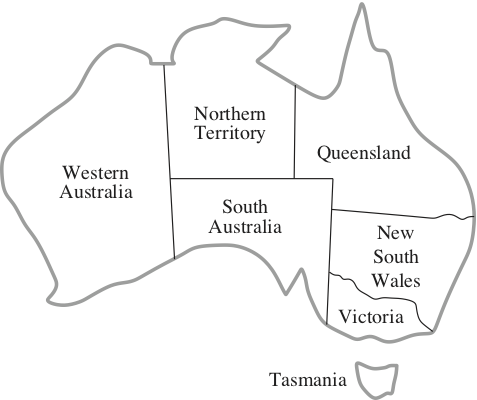 Northern
Territory
Queensland
Western
Australia
South
Australia
New
South
Wales
Victoria
Tasmania